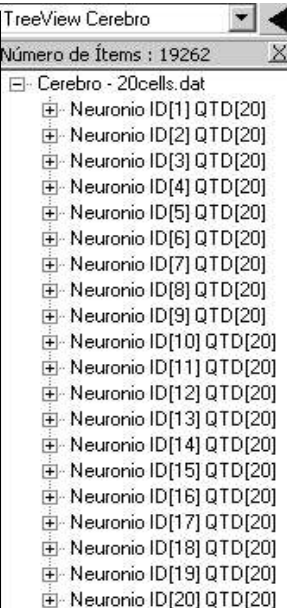 TreeView Cerebro
Número de Ítems : 19262
Cerebro - 20cells.dat
Neuronio ID[1] QTD[20]
Neuronio ID[2] QTD[20]
Neuronio ID[3] QTD[20]
Neuronio ID[4] QTD[20]
Neuronio ID[5] QTD[20]
Neuronio ID[6] QTD[20]
Neuronio ID[7] QTD[20]
Neuronio ID[8] QTD[20]
Neuronio ID[9] QTD[20]
Neuronio ID[10] QTD[20]
Neuronio ID[11] QTD[20]
Neuronio ID[12] QTD[20]
Neuronio ID[13] QTD[20]
Neuronio ID[14] QTD[20]
Neuronio ID[15] QTD[20]
Neuronio ID[16] QTD[20]
Neuronio ID[17] QTD[20]
Neuronio ID[18] QTD[20]
Neuronio ID[19] QTD[20]
Neuronio ID[20] QTD[20]